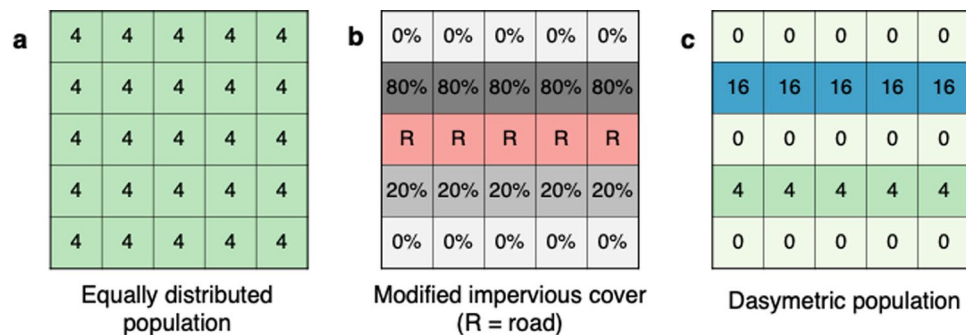 a
4 4 4 4 4
4 4 4 4 4
4 4 4 4 4
4 4 4 4 4
4 4 4 4 4
Equally distributed
population
b
0% 0% 0% 0% 0%
80% 80% 80% 80% 80%
R R R R R
20% 20% 20% 20% 20%
0% 0% 0% 0% 0%
Modified impervious cover
(R = road)
c
0 0 0 0 0
16 16 16 16 16
0 0 0 0 0
4 4 4 4 4
0 0 0 0 0
Dasymetric population